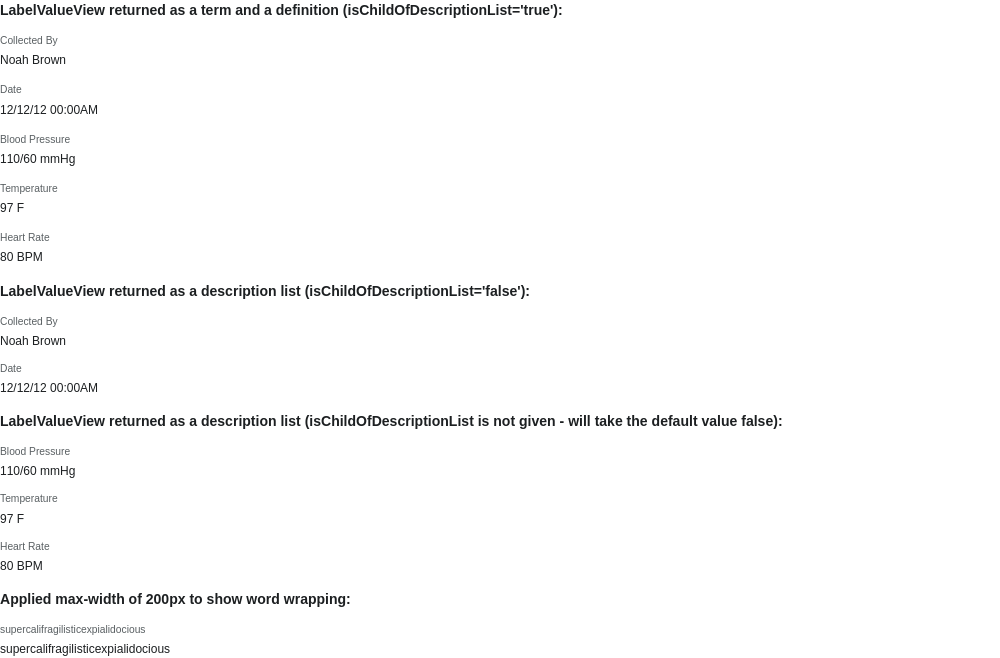 LabelValueView returned as a term and a definition (isChildOfDescriptionList='true'):
Collected By
Noah Brown
Date
12/12/12 00:00AM
Blood Pressure
110/60 mmHg
Temperature
97 F
Heart Rate
80 BPM
LabelValueView returned as a description list (isChildOfDescriptionList='false'):
Collected By
Noah Brown
Date
12/12/12 00:00AM
LabelValueView returned as a description list (isChildOfDescriptionList is not given - will take the default value false):
Blood Pressure
110/60 mmHg
Temperature
97 F
Heart Rate
80 BPM
Applied max-width of 200px to show word wrapping:
supercalifragilisticexpialidocious
supercalifragilisticexpialidocious